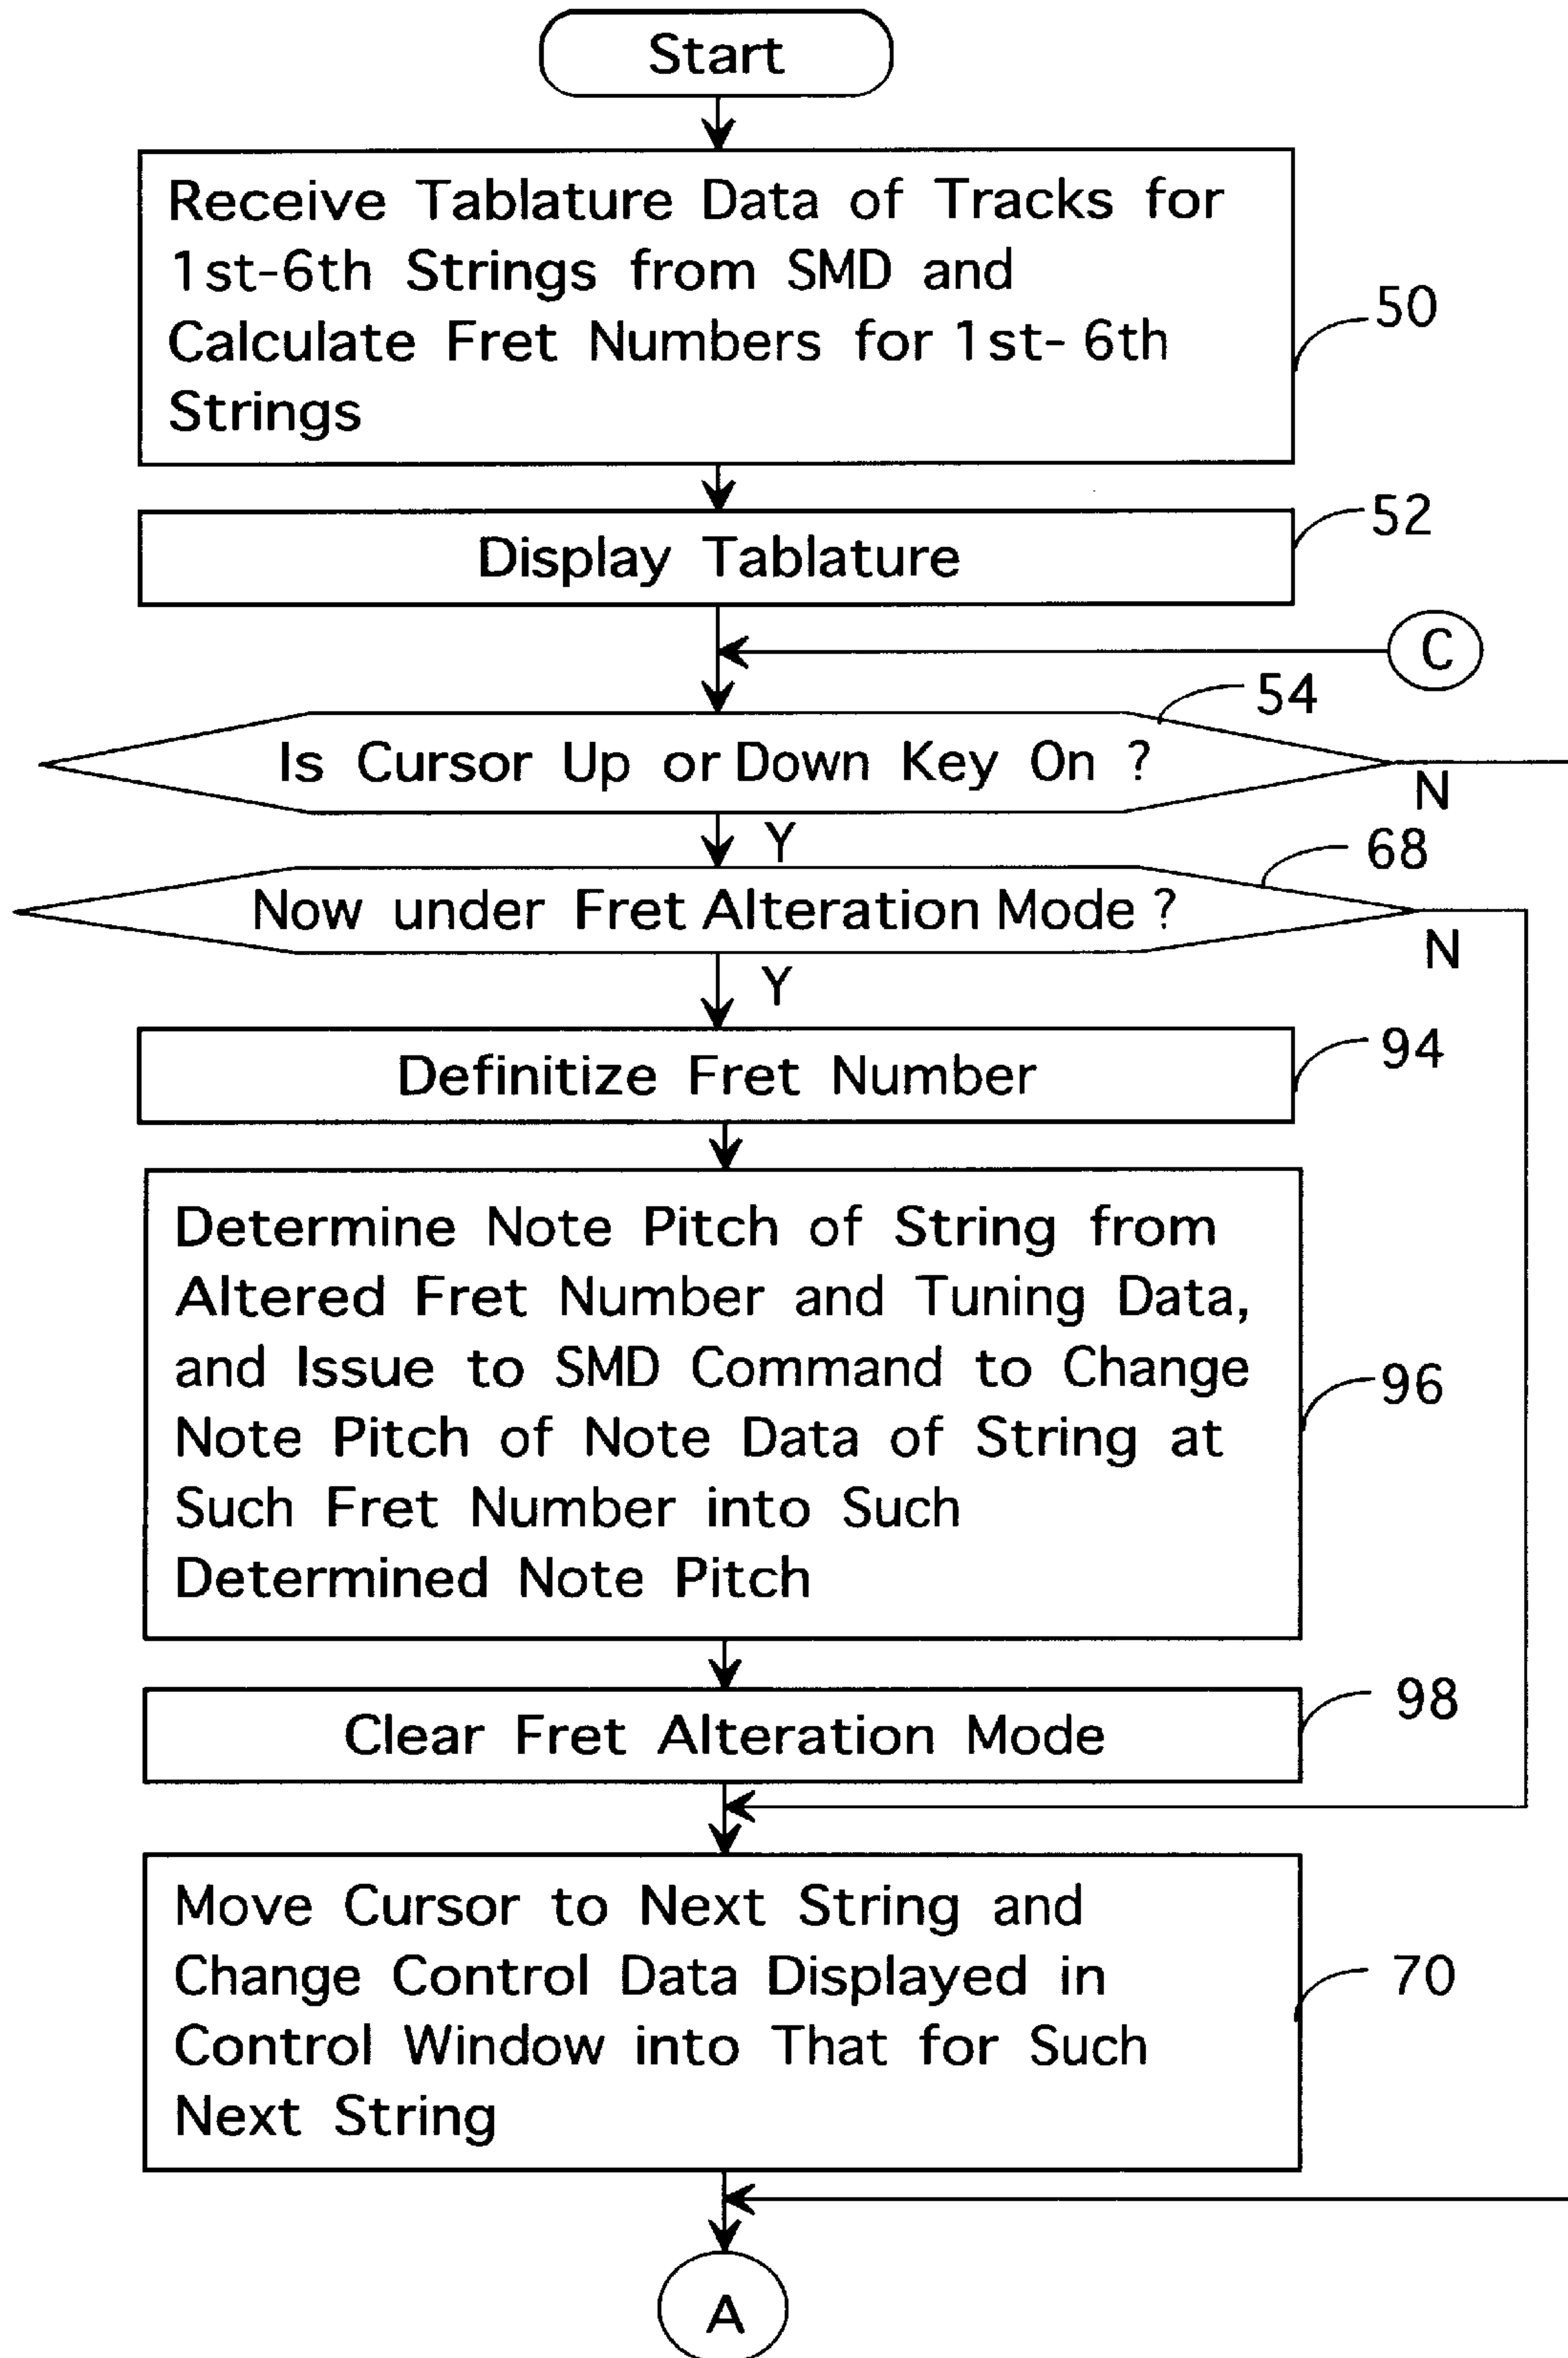 Start
Receive Tablature Data of Tracks for
1st-6th Strings from SMD and
Calculate Fret Numbers for 1st-6th
Strings
50
Display Tablature
52
C
Is Cursor Up or Down Key On ?
54
N
Y
Now under Fret Alteration Mode ?
68
N
Y
Definitize Fret Number
94
Determine Note Pitch of String from
Altered Fret Number and Tuning Data,
and Issue to SMD Command to Change
Note Pitch of Note Data of String at
Such Fret Number into Such
Determined Note Pitch
96
Clear Fret Alteration Mode
98
Move Cursor to Next String and
Change Control Data Displayed in
Control Window into That for Such
Next String
70
A